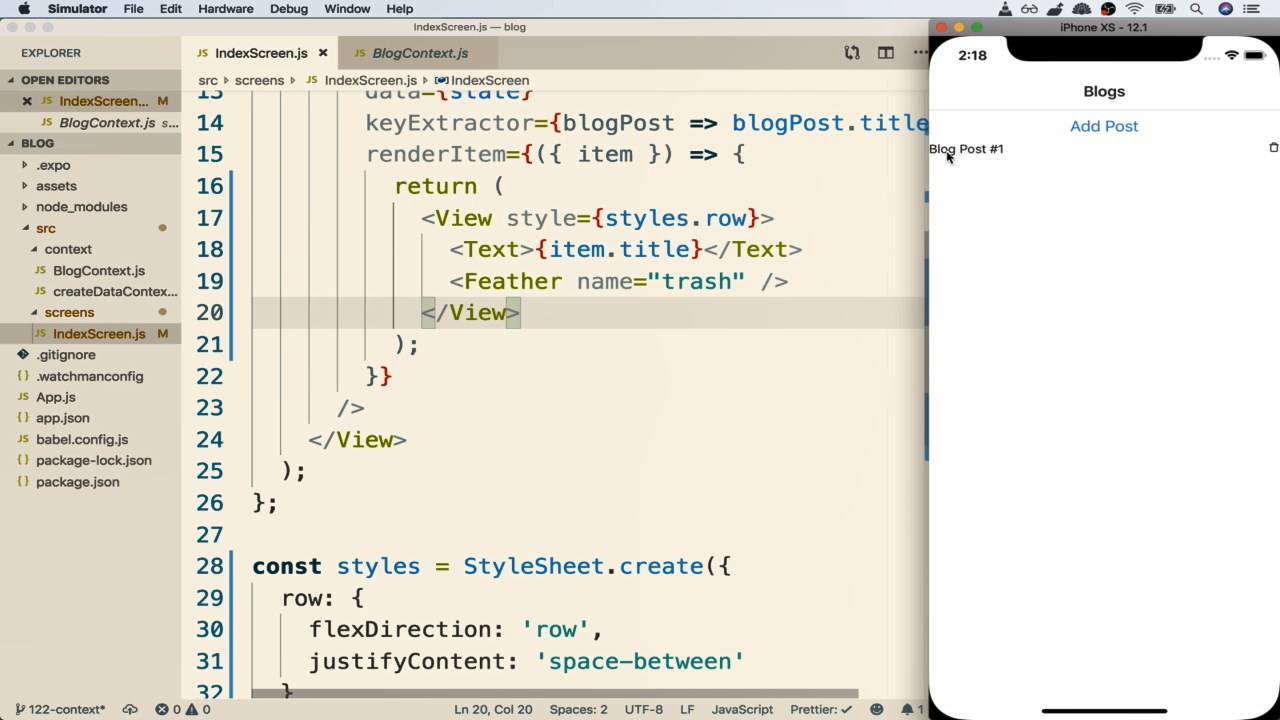 Simulator File Edit Hardware Debug Window Help
IndexScreen.js — blog
iPhone XS - 12.1
EXPLORER
JS IndexScreen.js ×
JS BlogContext.js
2:18
OPEN EDITORS
src screens JS IndexScreen.js IndexScreen
Blogs
JS IndexScreen... M
JS BlogContext.js s...
Add Post
Blog Post #1
BLOG
.expo
assets
node_modules
src
context
JS BlogContext.js
JS createDataContex...
screens
JS IndexScreen.js M
.gitignore
{} .watchmanconfig
JS App.js
{} app.json
JS babel.config.js
{} package-lock.json
{} package.json
13 data={state}
14 keyExtractor={blogPost => blogPost.title
15 renderItem={({ item }) => {
16 return (
17 <View style={styles.row}>
18 <Text>{item.title}</Text>
19 <Feather name="trash" />
20 </View>
21 );
22 }}
23 />
24 </View>
25 );
26 };
27
28 const styles = StyleSheet.create({
29 row: {
30 flexDirection: 'row',
31 justifyContent: 'space-between'
32 }
122-context* 0 0 Ln 20, Col 20 Spaces: 2 UTF-8 LF JavaScript Prettier: ✓ 1